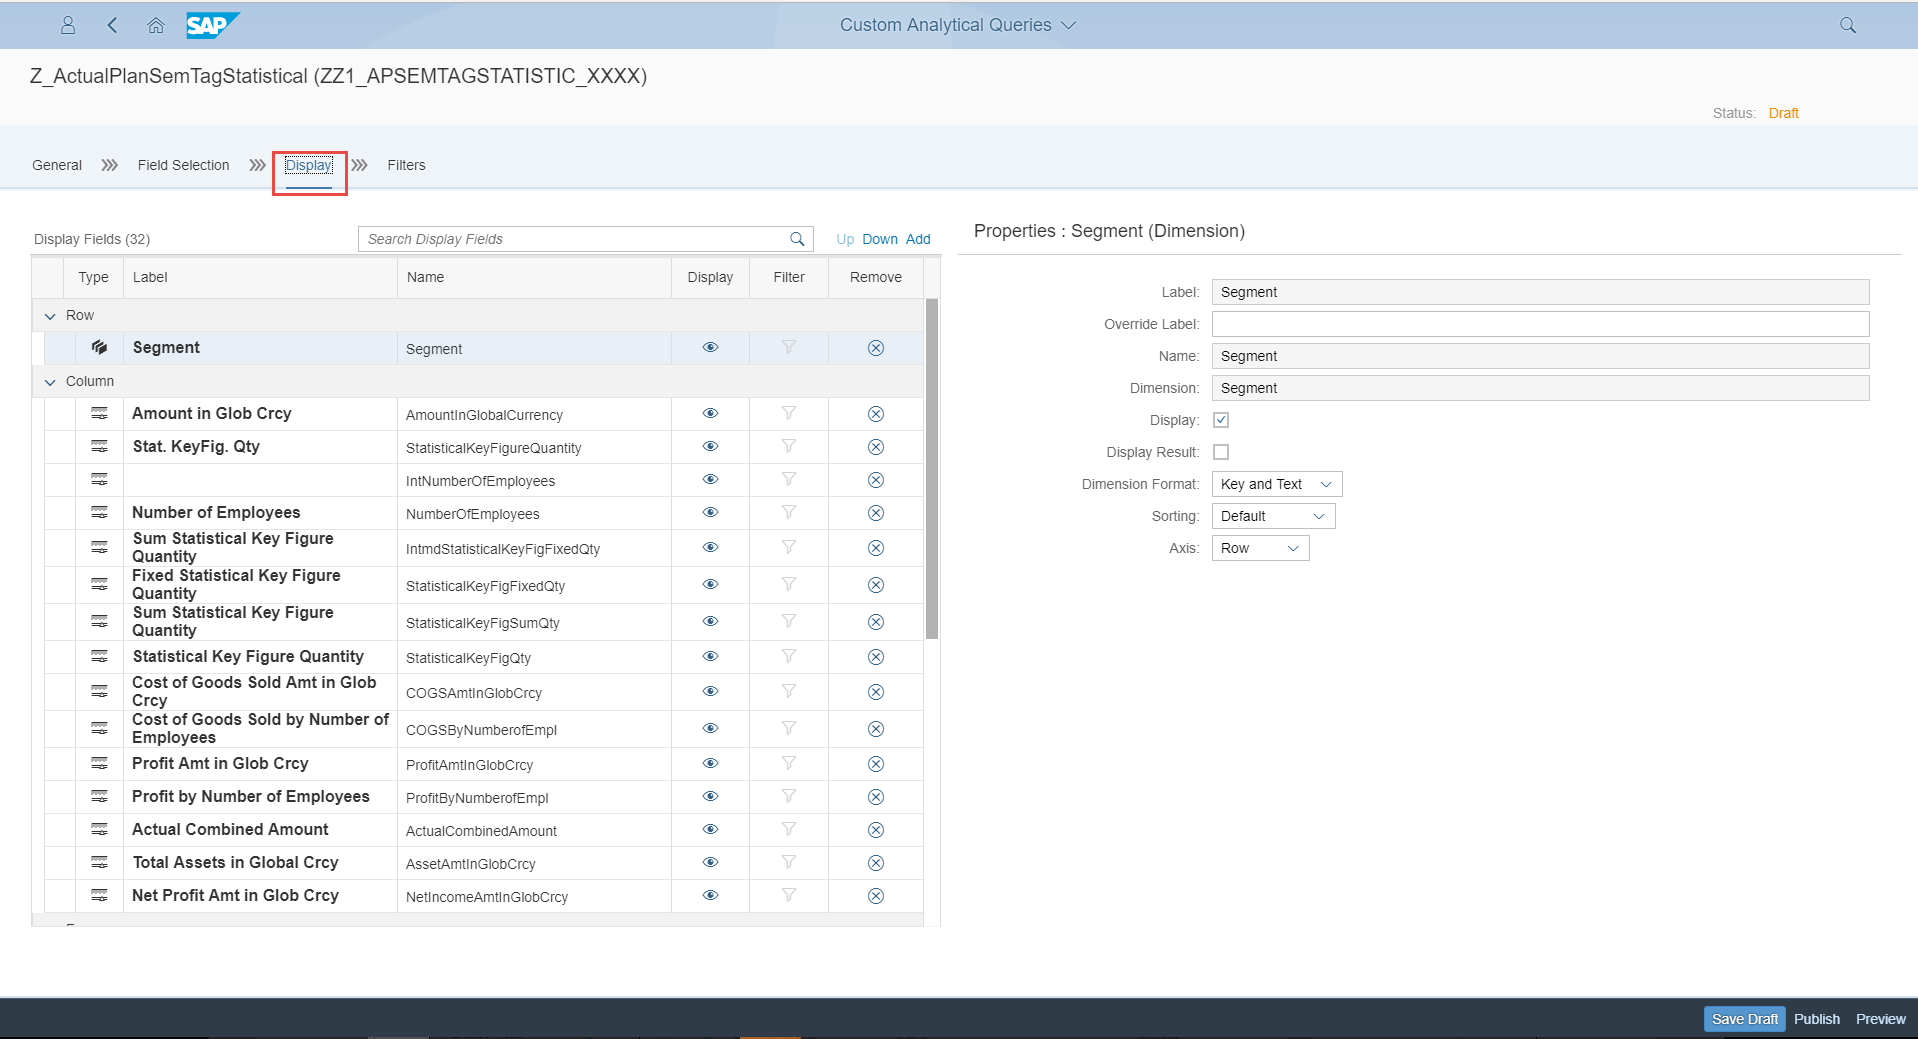 SAP
Custom Analytical Queries
Z_ActualPlanSemTagStatistical (ZZ1_APSEMTAGSTATISTIC_XXXX)
Status: Draft
General Field Selection Display Filters
Display Fields (32) Search Display Fields Up Down Add
Type Label Name Display Filter Remove
Row
Segment Segment
Column
Amount in Glob Crcy AmountInGlobalCurrency
Stat. KeyFig. Qty StatisticalKeyFigureQuantity
IntNumberOfEmployees
Number of Employees NumberOfEmployees
Sum Statistical Key Figure
Quantity IntmdStatisticalKeyFigFixedQty
Fixed Statistical Key Figure
Quantity StatisticalKeyFigFixedQty
Sum Statistical Key Figure
Quantity StatisticalKeyFigSumQty
Statistical Key Figure Quantity StatisticalKeyFigQty
Cost of Goods Sold Amt in Glob
Crcy COGSAmtInGlobCrcy
Cost of Goods Sold by Number of
Employees COGSByNumberofEmpl
Profit Amt in Glob Crcy ProfitAmtInGlobCrcy
Profit by Number of Employees ProfitByNumberofEmpl
Actual Combined Amount ActualCombinedAmount
Total Assets in Global Crcy AssetAmtInGlobCrcy
Net Profit Amt in Glob Crcy NetIncomeAmtInGlobCrcy
Properties : Segment (Dimension)
Label: Segment
Override Label:
Name: Segment
Dimension: Segment
Display:
Display Result:
Dimension Format: Key and Text
Sorting: Default
Axis: Row
Save Draft Publish Preview